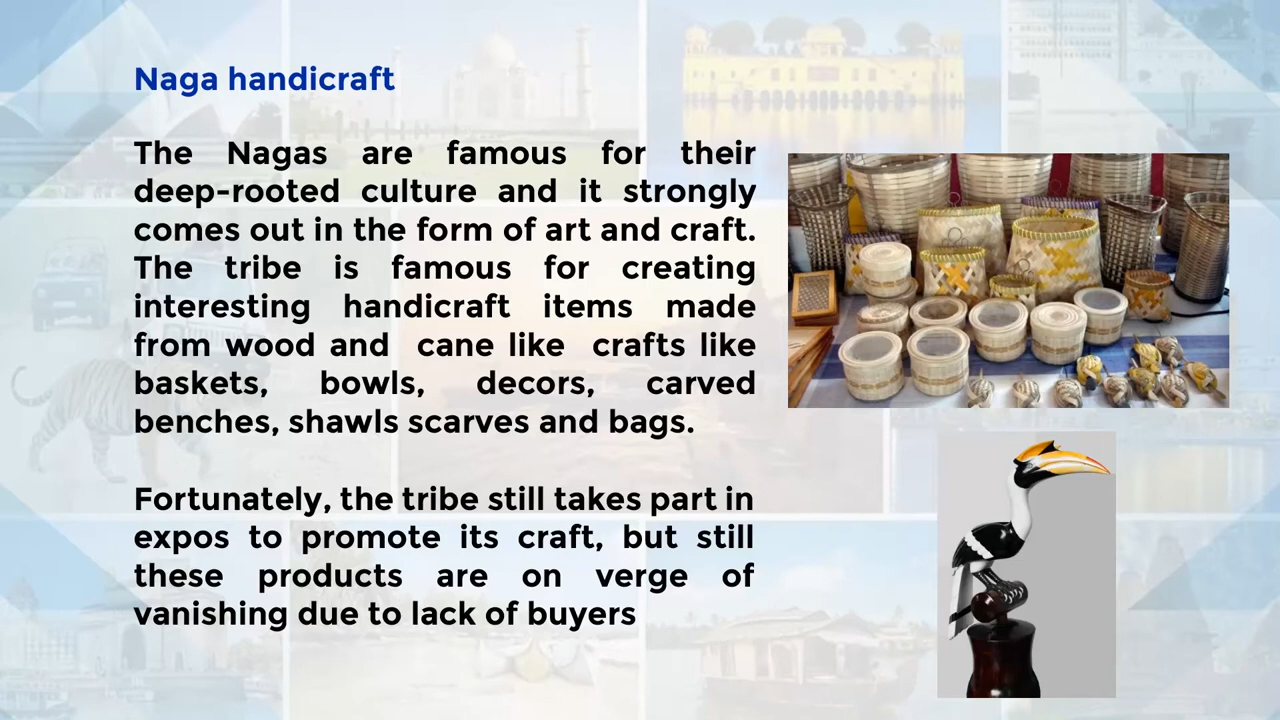 Naga handicraft
The Nagas are famous for their
deep-rooted culture and it strongly
comes out in the form of art and craft.
The tribe is famous for creating
interesting handicraft items made
from wood and cane like crafts like
baskets, bowls, decors, carved
benches, shawls scarves and bags.
Fortunately, the tribe still takes part in
expos to promote its craft, but still
these products are on verge of
vanishing due to lack of buyers